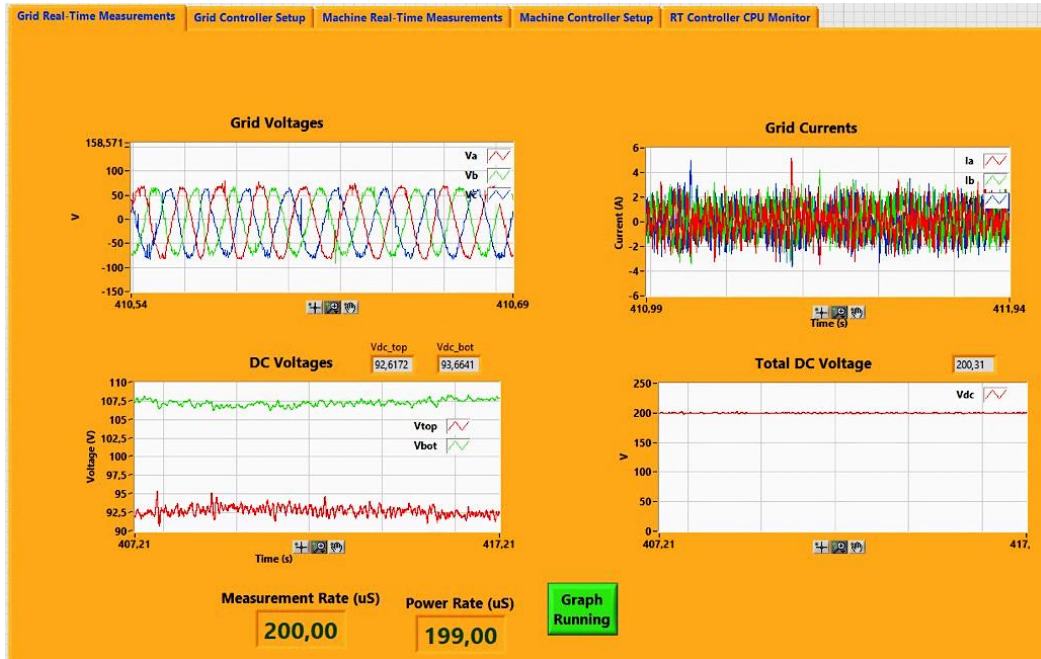 Grid Real-Time Measurements
Grid Controller Setup
Machine Real-Time Measurements
Machine Controller Setup
RT Controller CPU Monitor
Grid Voltages
158,571
100
50
0
-50
-100
-150
V
Va
Vb
410,54
410,69
Grid Currents
6
4
2
0
-2
-4
-6
Current (A)
Ia
Ib
410,99
411,94
Time (s)
DC Voltages
Vdc_top
92,6172
Vdc_bot
93,6641
110
107,5
105
102,5
100
97,5
95
92,5
90
Voltage (V)
Vtop
Vbot
407,21
417,21
Time (s)
Total DC Voltage
200,31
250
200
150
100
50
0
V
Vdc
407,21
417,
Measurement Rate (uS)
200,00
Power Rate (uS)
199,00
Graph
Running